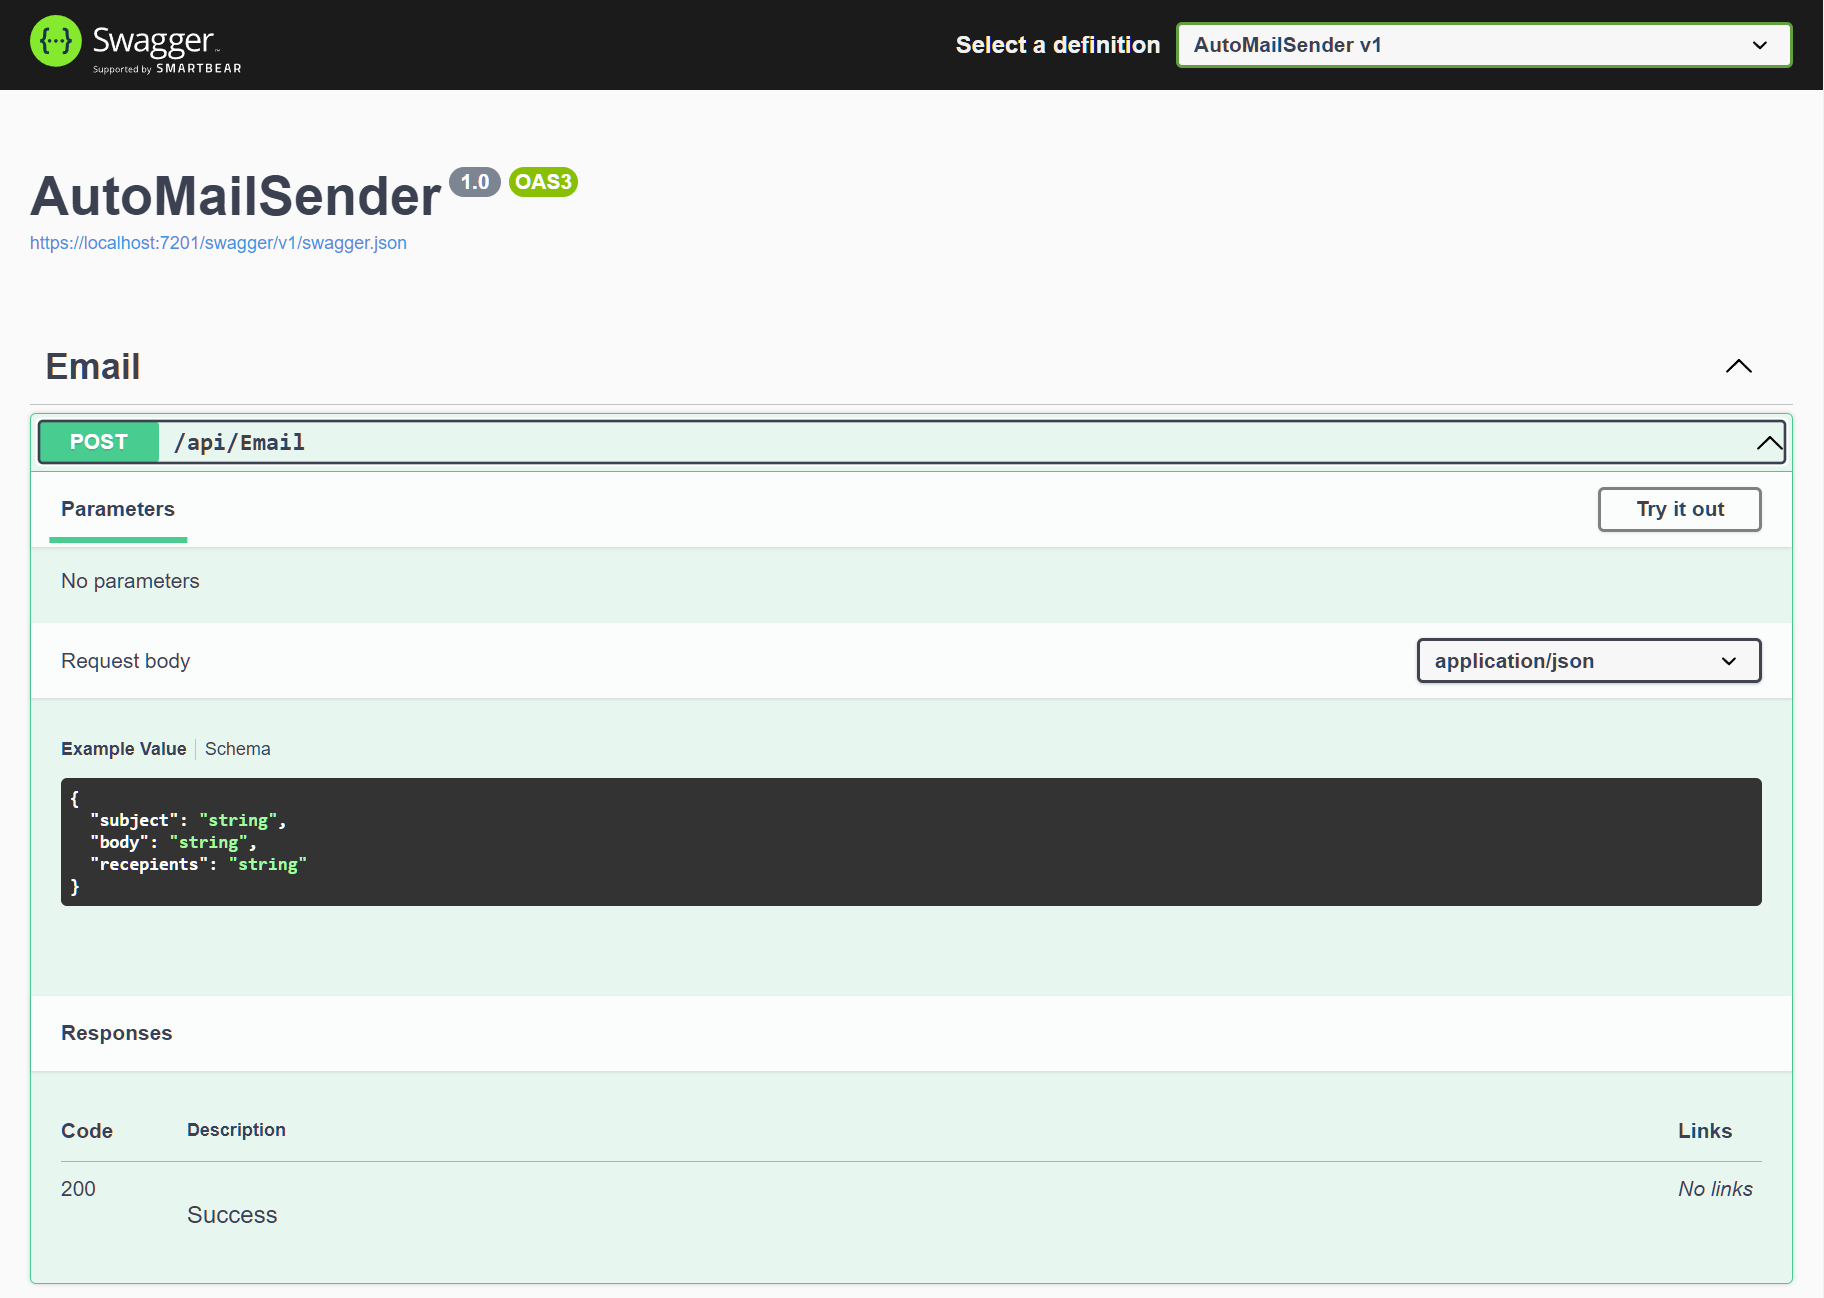 {···} Swagger™
Supported by SMARTBEAR
Select a definition
AutoMailSender v1
AutoMailSender 1.0 OAS3
https://localhost:7201/swagger/v1/swagger.json
Email
POST /api/Email
Parameters
Try it out
No parameters
Request body
application/json
Example Value
Schema
{
  "subject": "string",
  "body": "string",
  "recepients": "string"
}
Responses
Code Description Links
200
Success
No links